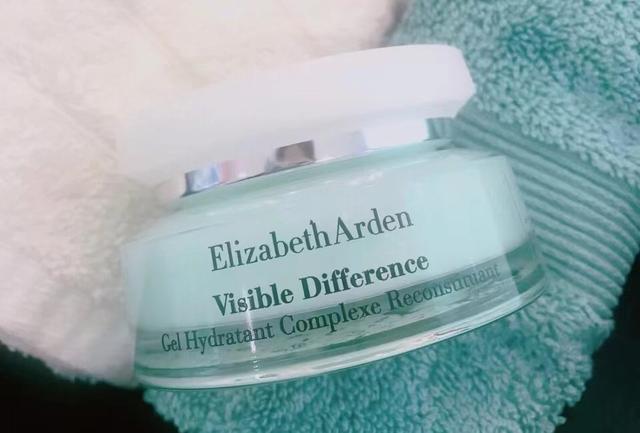 ElizabethArden
Visible Difference
Gel Hydratant Complexe Reconstituant